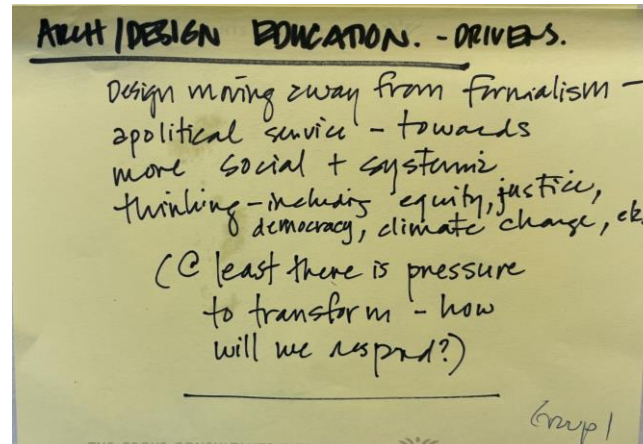 ARCH/DESIGN EDUCATION. - DRIVERS.
Design moving away from formalism -
apolitical service - towards
more social + systemic
thinking - including equity, justice,
democracy, climate change, etc.
(@ least there is pressure
to transform - how
will we respond?)
Group 1